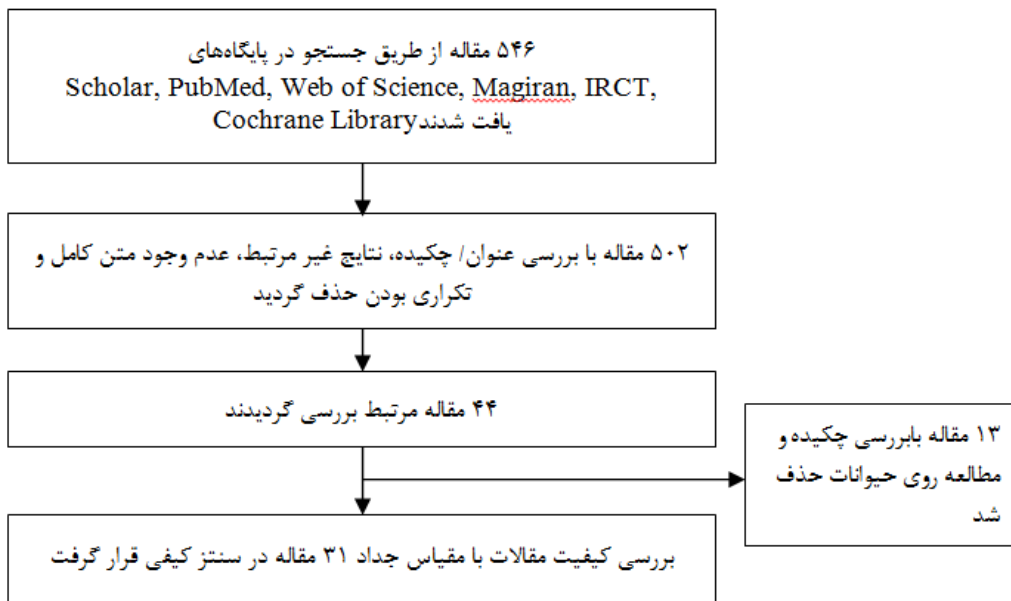 ۵۴۶ مقاله از طریق جستجو در پایگاه‌های
Scholar, PubMed, Web of Science, Magiran, IRCT,
Cochrane Library یافت شدند
۵۰۲ مقاله با بررسی عنوان/ چکیده، نتایج غیر مرتبط، عدم وجود متن کامل و
تکراری بودن حذف گردید
۴۴ مقاله مرتبط بررسی گردیدند
۱۳ مقاله بابررسی چکیده و
مطالعه روی حیوانات حذف
شد
بررسی کیفیت مقالات با مقیاس جداد ۳۱ مقاله در سنتز کیفی قرار گرفت